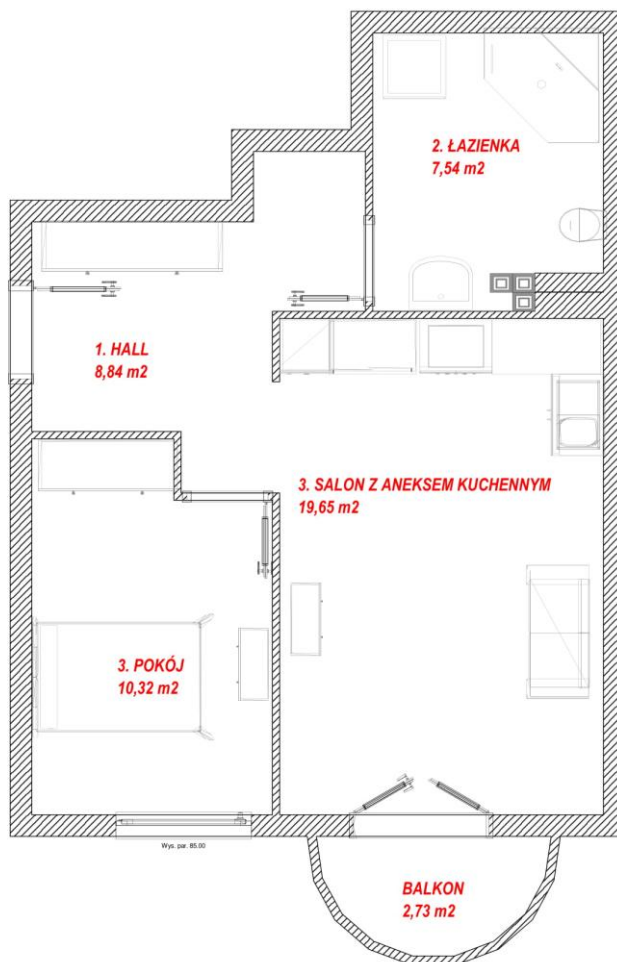 2. ŁAZIENKA
7,54 m2
1. HALL
8,84 m2
3. SALON Z ANEKSEM KUCHENNYM
19,65 m2
3. POKÓJ
10,32 m2
Wys. par. 85.00
BALKON
2,73 m2